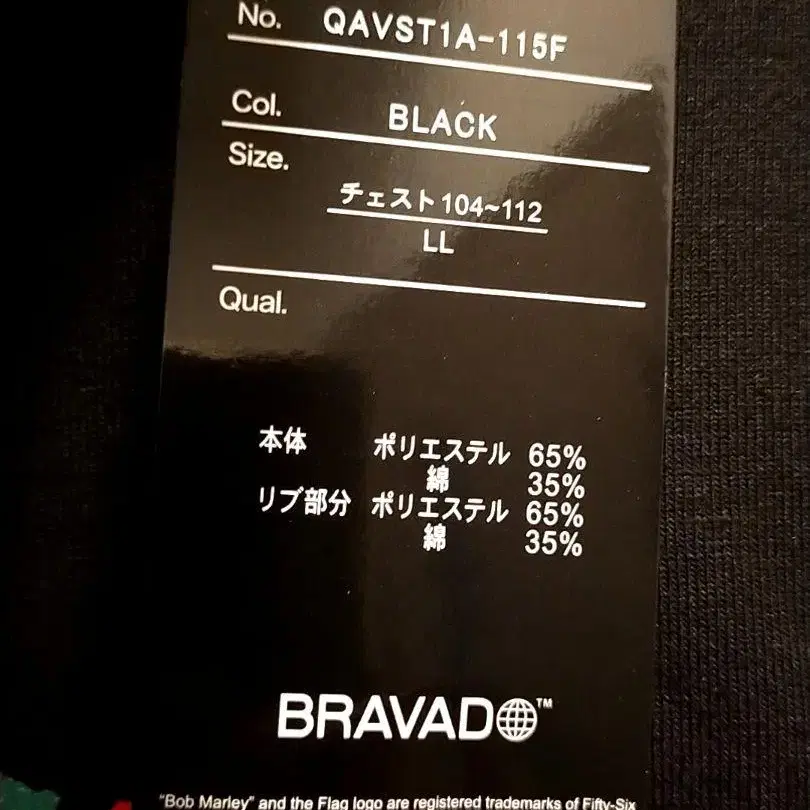 No. QAVST1A-115F
Col. BLACK
Size.
チェスト104~112
LL
Qual.
本体 ポリエステル 65%
綿 35%
リブ部分 ポリエステル 65%
綿 35%
BRAVADO™
"Bob Marley" and the Flag logo are registered trademarks of Fifty-Six